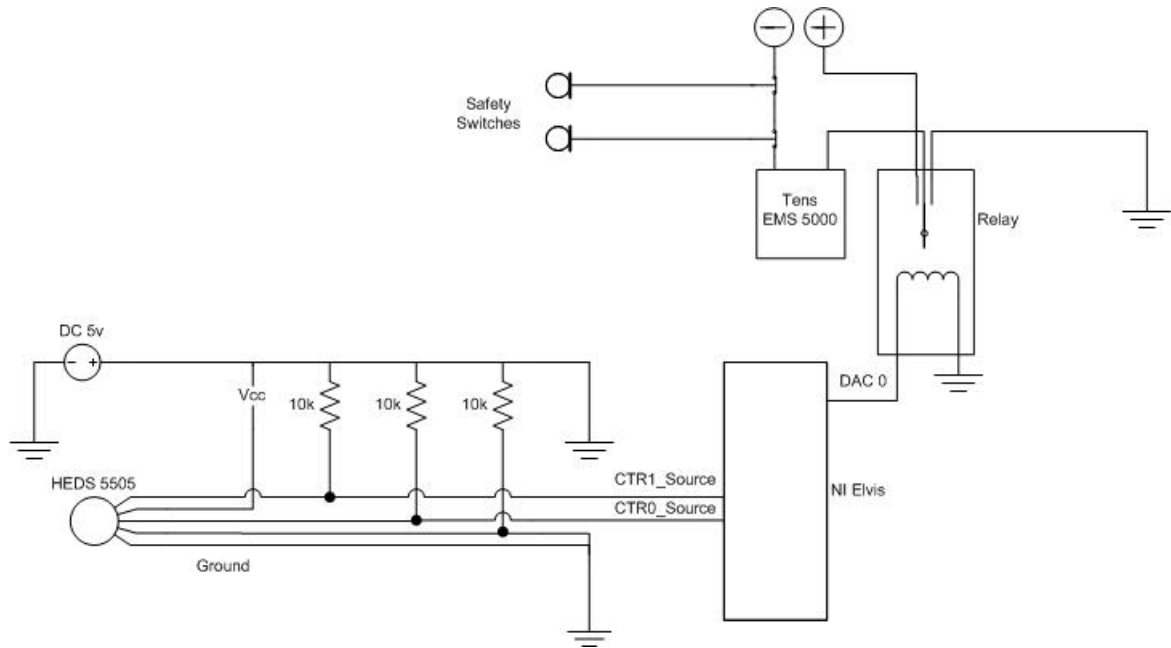 Safety
Switches
Tens
EMS 5000
Relay
DC 5v
- +
Vcc
10k
10k
10k
DAC 0
HEDS 5505
CTR1_Source
CTR0_Source
NI Elvis
Ground